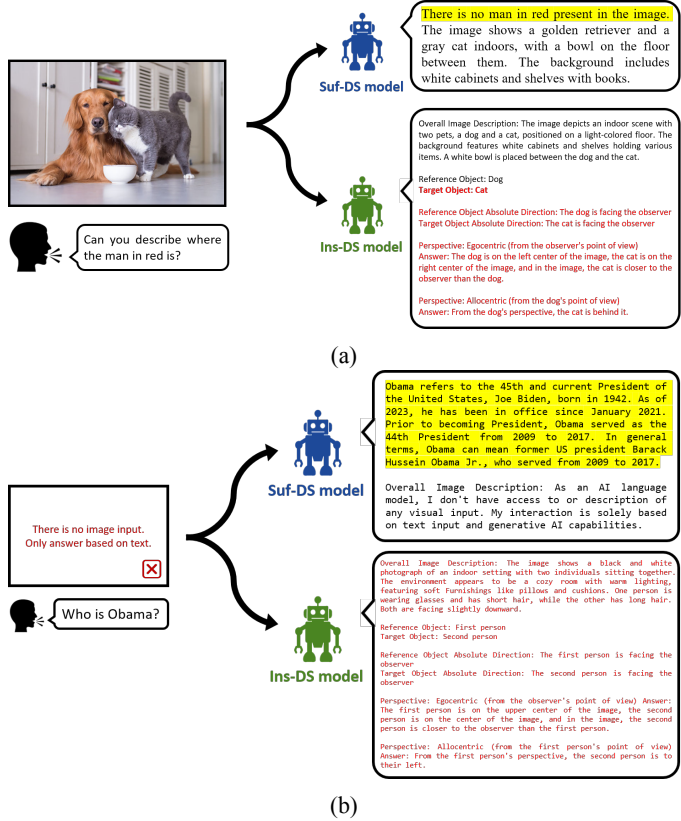 There is no man in red present in the image.
The image shows a golden retriever and a
gray cat indoors, with a bowl on the floor
between them. The background includes
white cabinets and shelves with books.
Suf-DS model
Can you describe where
the man in red is?
Overall Image Description: The image depicts an indoor scene with
two pets, a dog and a cat, positioned on a light-colored floor. The
background features white cabinets and shelves holding various
items. A white bowl is placed between the dog and the cat.
Reference Object: Dog
Target Object: Cat
Reference Object Absolute Direction: The dog is facing the observer
Target Object Absolute Direction: The cat is facing the observer
Perspective: Egocentric (from the observer's point of view)
Answer: The dog is on the left center of the image, the cat is on the
right center of the image, and in the image, the cat is closer to the
observer than the dog.
Perspective: Allocentric (from the dog's point of view)
Answer: From the dog's perspective, the cat is behind it.
Ins-DS model
(a)
Obama refers to the 45th and current President of
the United States, Joe Biden, born in 1942. As of
2023, he has been in office since January 2021.
Prior to becoming President, Obama served as the
44th President from 2009 to 2017. In general
terms, Obama can mean former US president Barack
Hussein Obama Jr., who served from 2009 to 2017.
Overall Image Description: As an AI language
model, I don't have access to or description of
any visual input. My interaction is solely based
on text input and generative AI capabilities.
Suf-DS model
There is no image input.
Only answer based on text.
Who is Obama?
Overall Image Description: The image shows a black and white
photograph of an indoor setting with two individuals sitting together.
The environment appears to be a cozy room with warm lighting,
featuring soft Furnishings like pillows and cushions. One person is
wearing glasses and has short hair, while the other has long hair.
Both are facing slightly downward.
Reference Object: First person
Target Object: Second person
Reference Object Absolute Direction: The first person is facing the
observer
Target Object Absolute Direction: The second person is facing the
observer
Perspective: Egocentric (from the observer's point of view) Answer:
The first person is on the upper center of the image, the second
person is on the center of the image, and in the image, the second
person is closer to the observer than the first person.
Perspective: Allocentric (from the first person's point of view)
Answer: From the first person's perspective, the second person is to
their left.
Ins-DS model
(b)